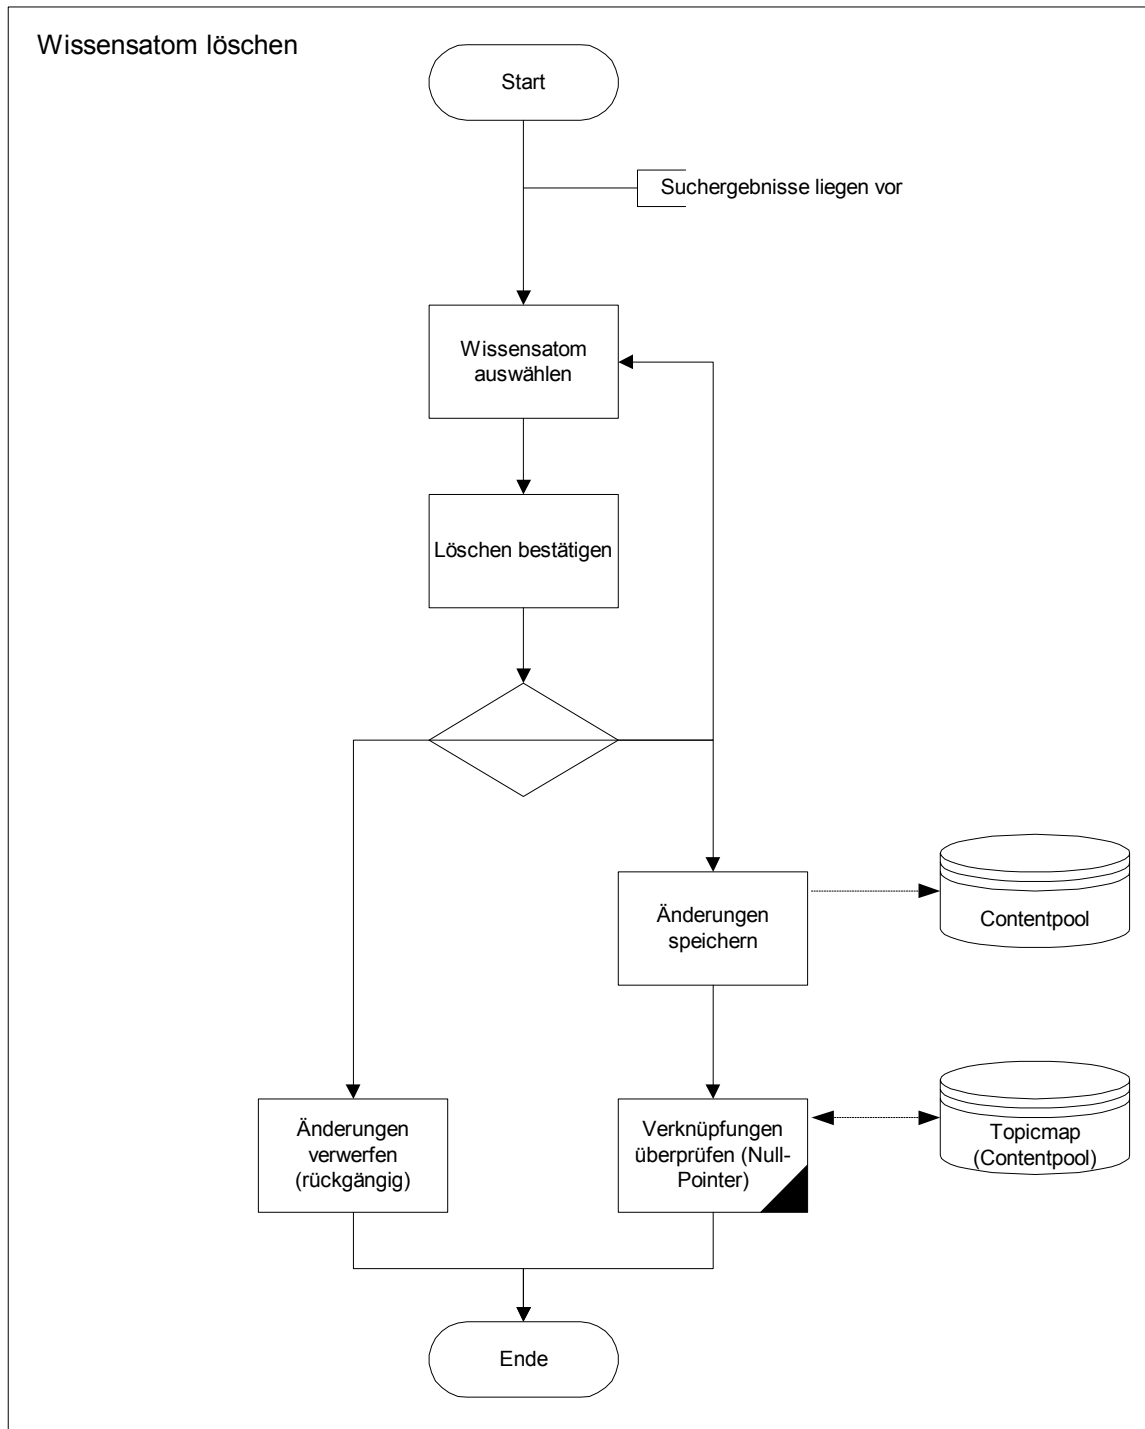 Wissensatom löschen
Start
Suchergebnisse liegen vor
Wissensatom
auswählen
Löschen bestätigen
Änderungen
speichern
Contentpool
Änderungen
verwerfen
(rückgängig)
Verknüpfungen
überprüfen (Null-
Pointer)
Topicmap
(Contentpool)
Ende